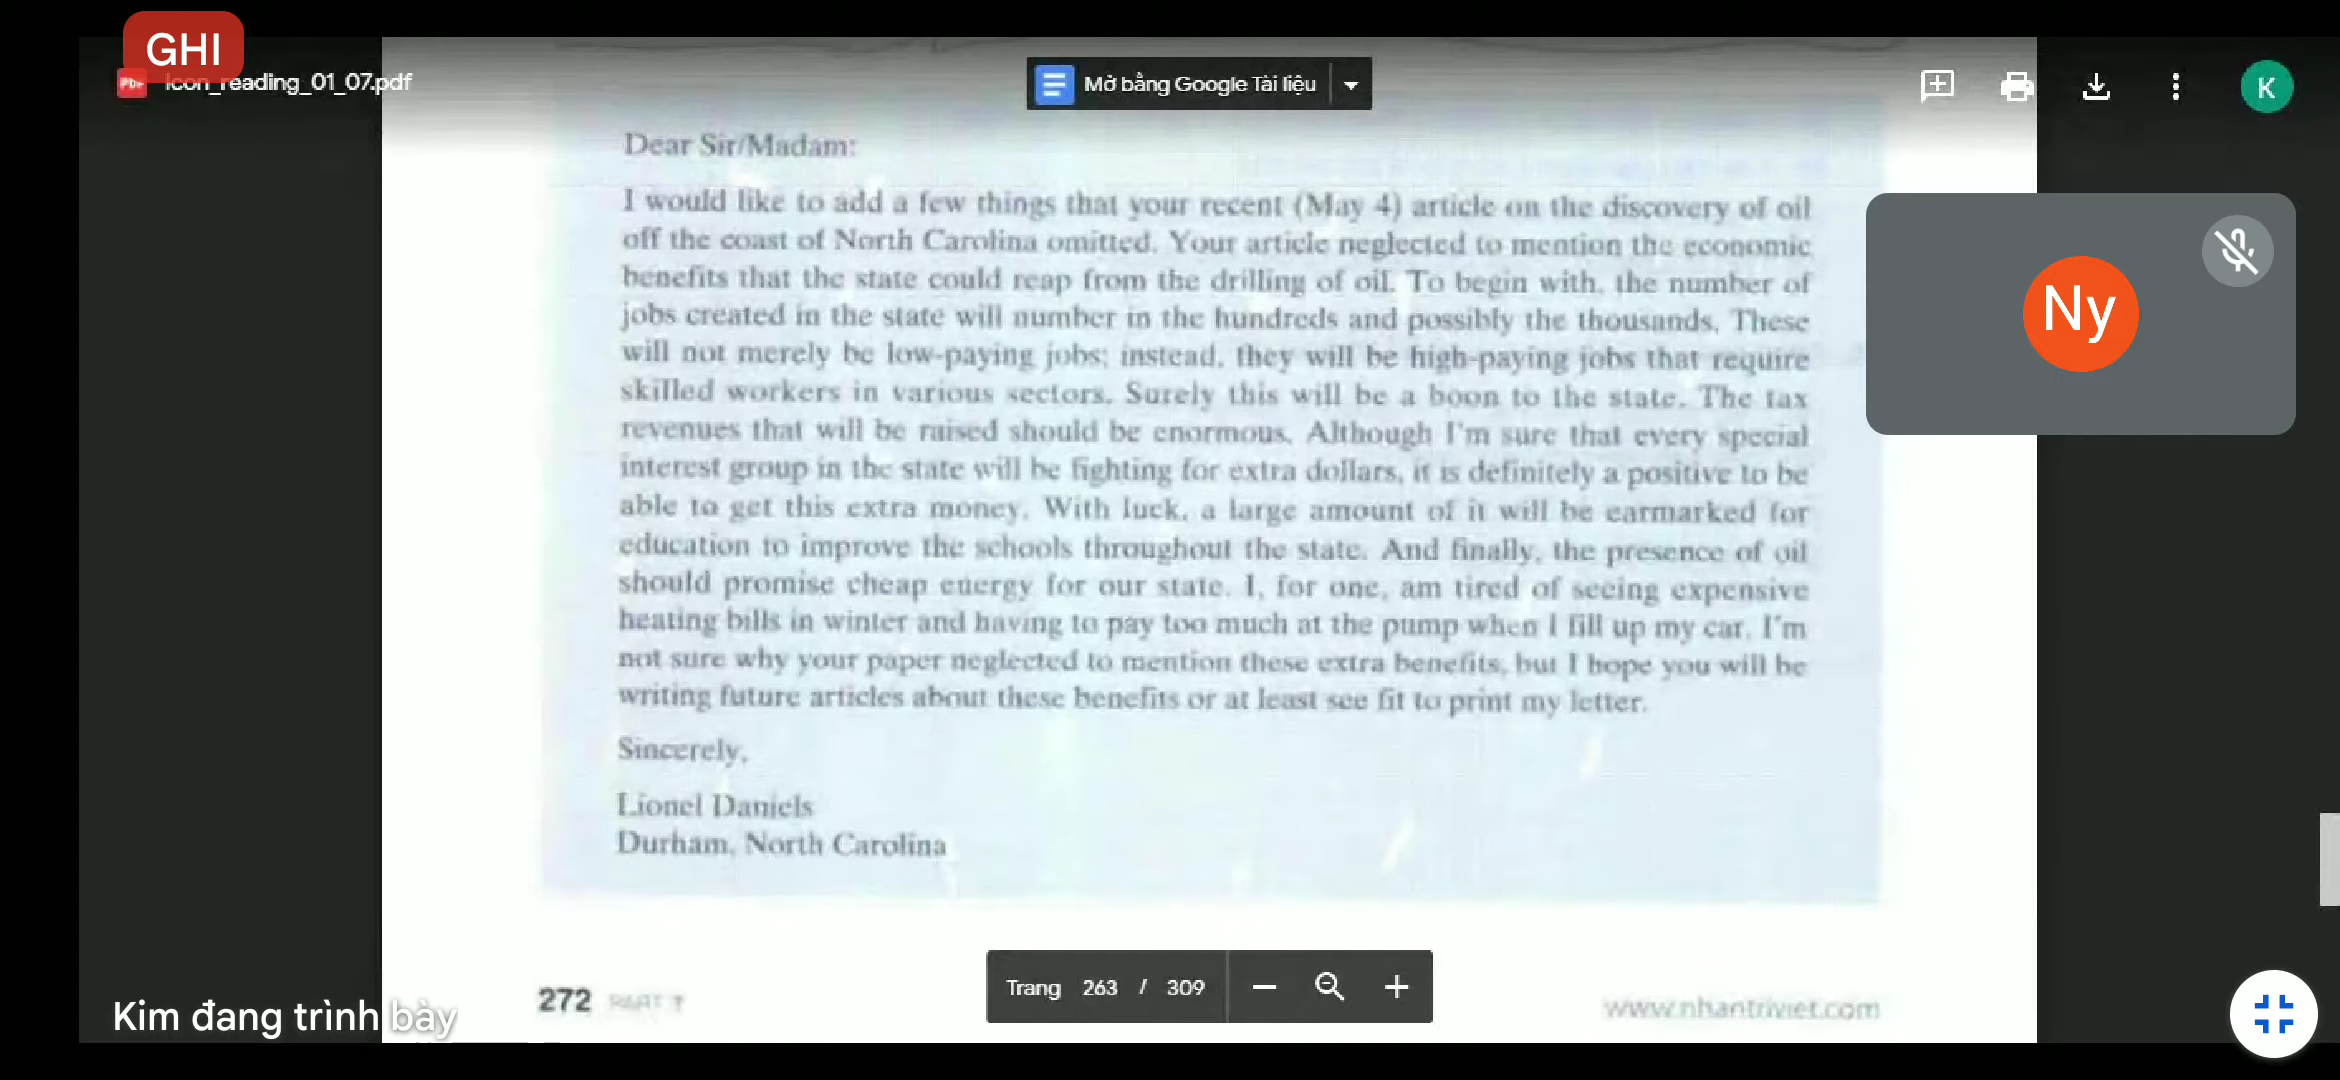 GHI
Icon_reading_01_07.pdf
Mở bằng Google Tài liệu
K
Dear Sir/Madam:
I would like to add a few things that your recent (May 4) article on the discovery of oil
off the coast of North Carolina omitted. Your article neglected to mention the economic
benefits that the state could reap from the drilling of oil. To begin with, the number of
jobs created in the state will number in the hundreds and possibly the thousands. These
will not merely be low-paying jobs; instead, they will be high-paying jobs that require
skilled workers in various sectors. Surely this will be a boon to the state. The tax
revenues that will be raised should be enormous. Although I'm sure that every special
interest group in the state will be fighting for extra dollars, it is definitely a positive to be
able to get this extra money. With luck, a large amount of it will be earmarked for
education to improve the schools throughout the state. And finally, the presence of oil
should promise cheap energy for our state. I, for one, am tired of seeing expensive
heating bills in winter and having to pay too much at the pump when I fill up my car. I'm
not sure why your paper neglected to mention these extra benefits, but I hope you will be
writing future articles about these benefits or at least see fit to print my letter.
Sincerely,
Lionel Daniels
Durham, North Carolina
Ny
272 PART 7
Trang 263 / 309
www.nhantriviet.com
Kim đang trình bày